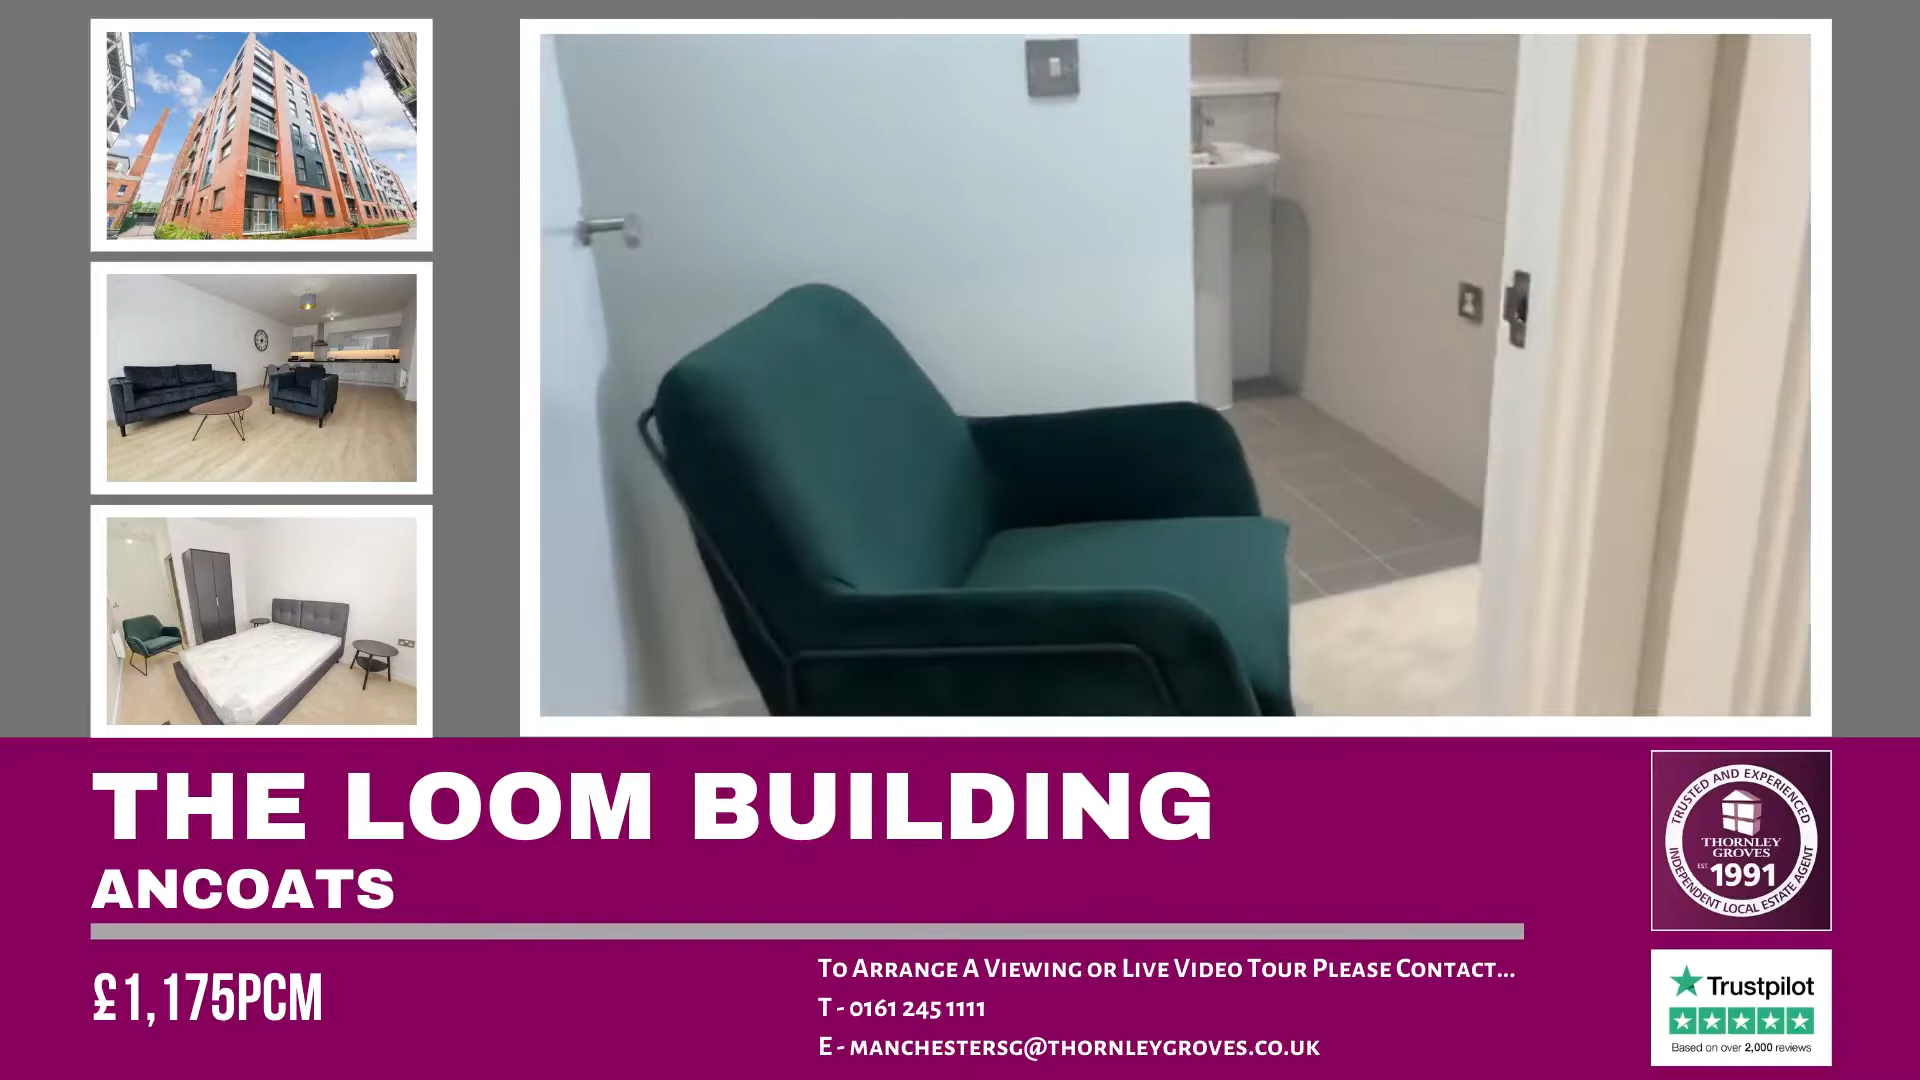 THE LOOM BUILDING
ANCOATS
£1,175PCM
To Arrange A Viewing or Live Video Tour Please Contact...
T - 0161 245 1111
E - manchestersg@thornleygroves.co.uk
TRUSTED AND EXPERIENCED
THORNLEY
GROVES
EST. 1991
INDEPENDENT LOCAL ESTATE AGENT
Trustpilot
Based on over 2,000 reviews